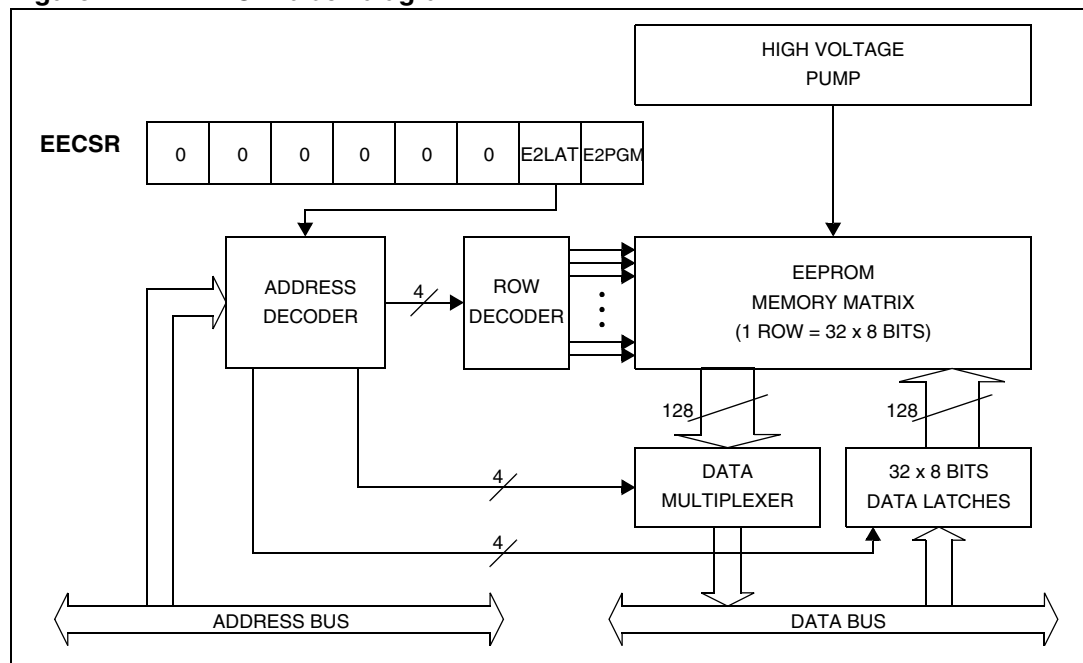 HIGH VOLTAGE
PUMP
EECSR
0 0 0 0 0 0 E2LAT E2PGM
ADDRESS
DECODER
4
ROW
DECODER
EEPROM
MEMORY MATRIX
(1 ROW = 32 x 8 BITS)
128
128
4
DATA
MULTIPLEXER
32 x 8 BITS
DATA LATCHES
4
ADDRESS BUS
DATA BUS